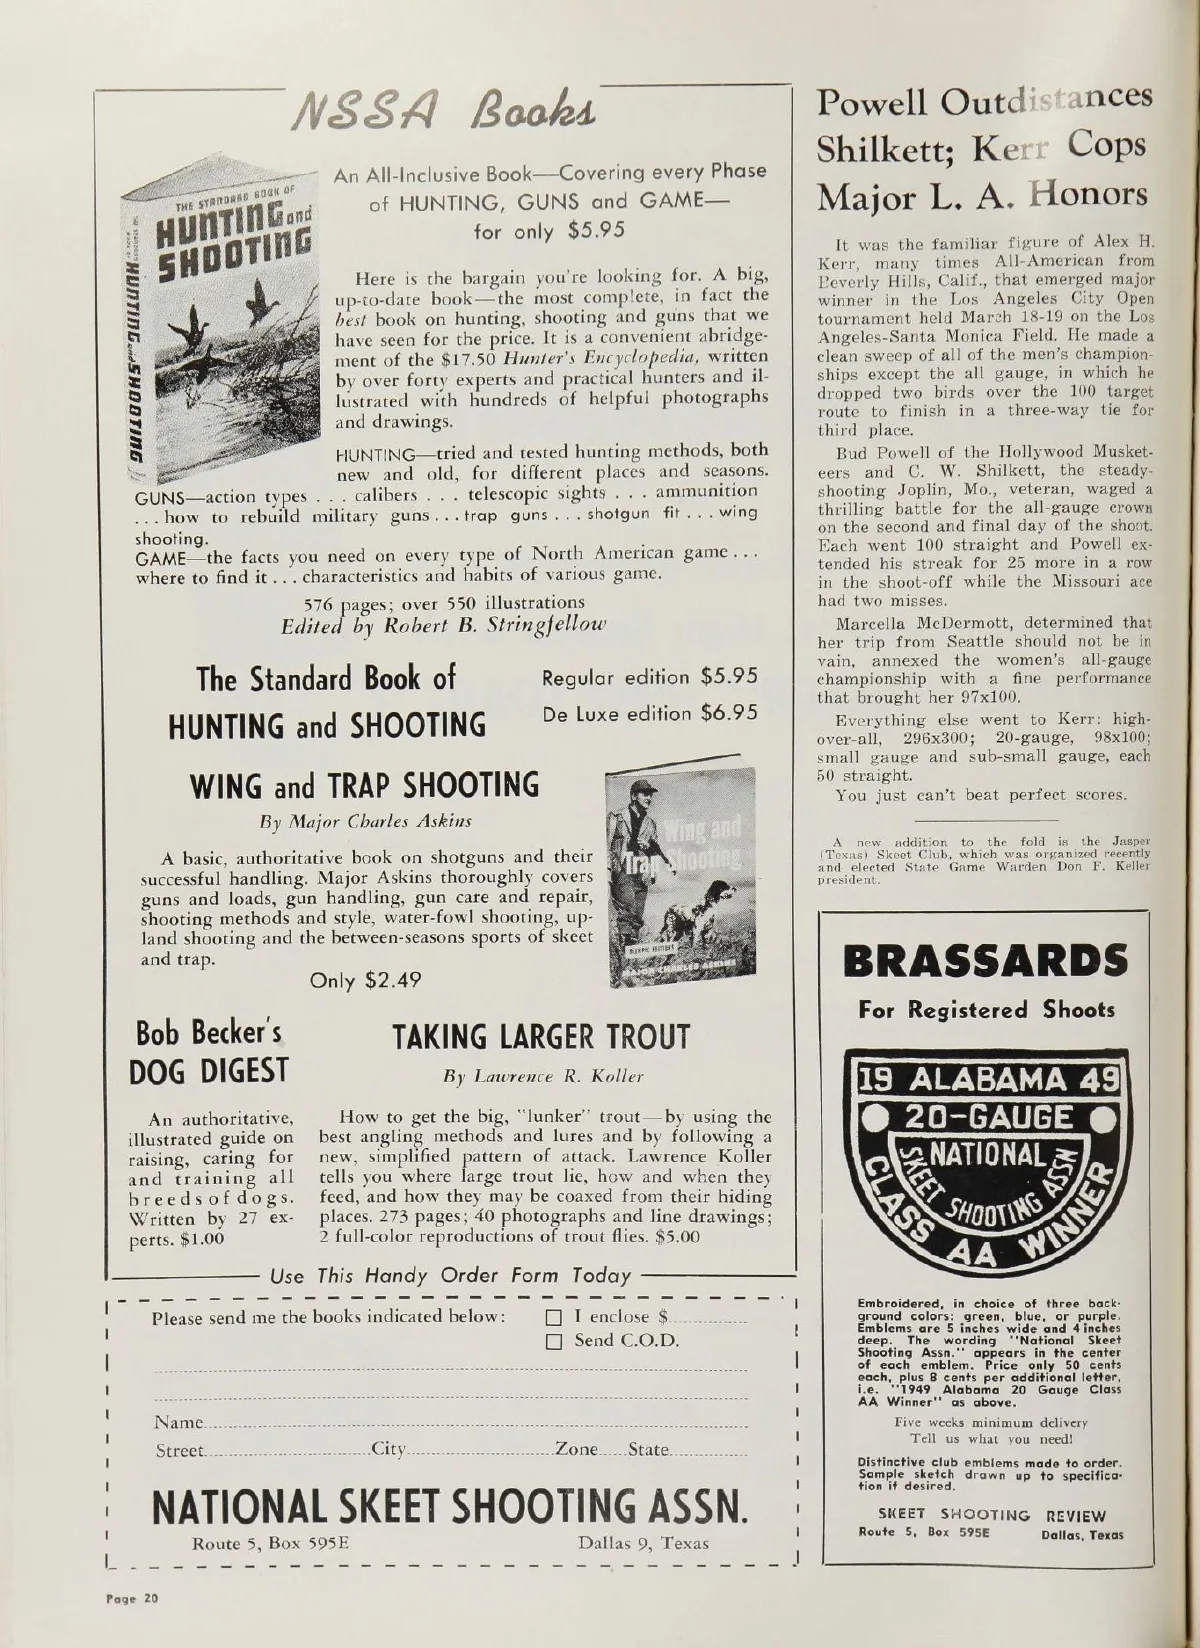 NSSA Books
THE STANDARD BOOK OF
HUNTING and
SHOOTING
HUNTING and SHOOTING
An All-Inclusive Book—Covering every Phase
of HUNTING, GUNS and GAME—
for only $5.95
Here is the bargain you're looking for. A big,
up-to-date book—the most complete, in fact the
best book on hunting, shooting and guns that we
have seen for the price. It is a convenient abridge-
ment of the $17.50 Hunter's Encyclopedia, written
by over forty experts and practical hunters and il-
lustrated with hundreds of helpful photographs
and drawings.
HUNTING—tried and tested hunting methods, both
new and old, for different places and seasons.
GUNS—action types . . . calibers . . . telescopic sights . . . ammunition
. . . how to rebuild military guns . . . trap guns . . . shotgun fit . . . wing
shooting.
GAME—the facts you need on every type of North American game . . .
where to find it . . . characteristics and habits of various game.
576 pages; over 550 illustrations
Edited by Robert B. Stringfellow
The Standard Book of
HUNTING and SHOOTING
Regular edition $5.95
De Luxe edition $6.95
WING and TRAP SHOOTING
By Major Charles Askins
A basic, authoritative book on shotguns and their
successful handling. Major Askins thoroughly covers
guns and loads, gun handling, gun care and repair,
shooting methods and style, water-fowl shooting, up-
land shooting and the between-seasons sports of skeet
and trap.
Only $2.49
Wing and
Trap Shooting
MAJOR CHARLES ASKINS
Bob Becker's
DOG DIGEST
An authoritative,
illustrated guide on
raising, caring for
and training all
breeds of dogs.
Written by 27 ex-
perts. $1.00
TAKING LARGER TROUT
By Lawrence R. Koller
How to get the big, "lunker" trout—by using the
best angling methods and lures and by following a
new, simplified pattern of attack. Lawrence Koller
tells you where large trout lie, how and when they
feed, and how they may be coaxed from their hiding
places. 273 pages; 40 photographs and line drawings;
2 full-color reproductions of trout flies. $5.00
Use This Handy Order Form Today
Please send me the books indicated below:
☐ I enclose $
☐ Send C.O.D.
Name
Street City Zone State
NATIONAL SKEET SHOOTING ASSN.
Route 5, Box 595E Dallas 9, Texas
Page 20
Powell Outdistances
Shilkett; Kerr Cops
Major L. A. Honors
It was the familiar figure of Alex H.
Kerr, many times All-American from
Beverly Hills, Calif., that emerged major
winner in the Los Angeles City Open
tournament held March 18-19 on the Los
Angeles-Santa Monica Field. He made a
clean sweep of all of the men's champion-
ships except the all gauge, in which he
dropped two birds over the 100 target
route to finish in a three-way tie for
third place.
Bud Powell of the Hollywood Musket-
eers and C. W. Shilkett, the steady-
shooting Joplin, Mo., veteran, waged a
thrilling battle for the all-gauge crown
on the second and final day of the shoot.
Each went 100 straight and Powell ex-
tended his streak for 25 more in a row
in the shoot-off while the Missouri ace
had two misses.
Marcella McDermott, determined that
her trip from Seattle should not be in
vain, annexed the women's all-gauge
championship with a fine performance
that brought her 97x100.
Everything else went to Kerr: high-
over-all, 296x300; 20-gauge, 98x100;
small gauge and sub-small gauge, each
50 straight.
You just can't beat perfect scores.
A new addition to the fold is the Jasper
(Texas) Skeet Club, which was organized recently
and elected State Game Warden Don F. Keller
president.
BRASSARDS
For Registered Shoots
19 ALABAMA 49
20-GAUGE
NATIONAL
SKEET SHOOTING ASSN
CLASS AA WINNER
Embroidered, in choice of three back-
ground colors: green, blue, or purple.
Emblems are 5 inches wide and 4 inches
deep. The wording "National Skeet
Shooting Assn." appears in the center
of each emblem. Price only 50 cents
each, plus 8 cents per additional letter,
i.e. "1949 Alabama 20 Gauge Class
AA Winner" as above.
Five weeks minimum delivery
Tell us what you need!
Distinctive club emblems made to order.
Sample sketch drawn up to specifica-
tion if desired.
SKEET SHOOTING REVIEW
Route 5, Box 595E Dallas, Texas